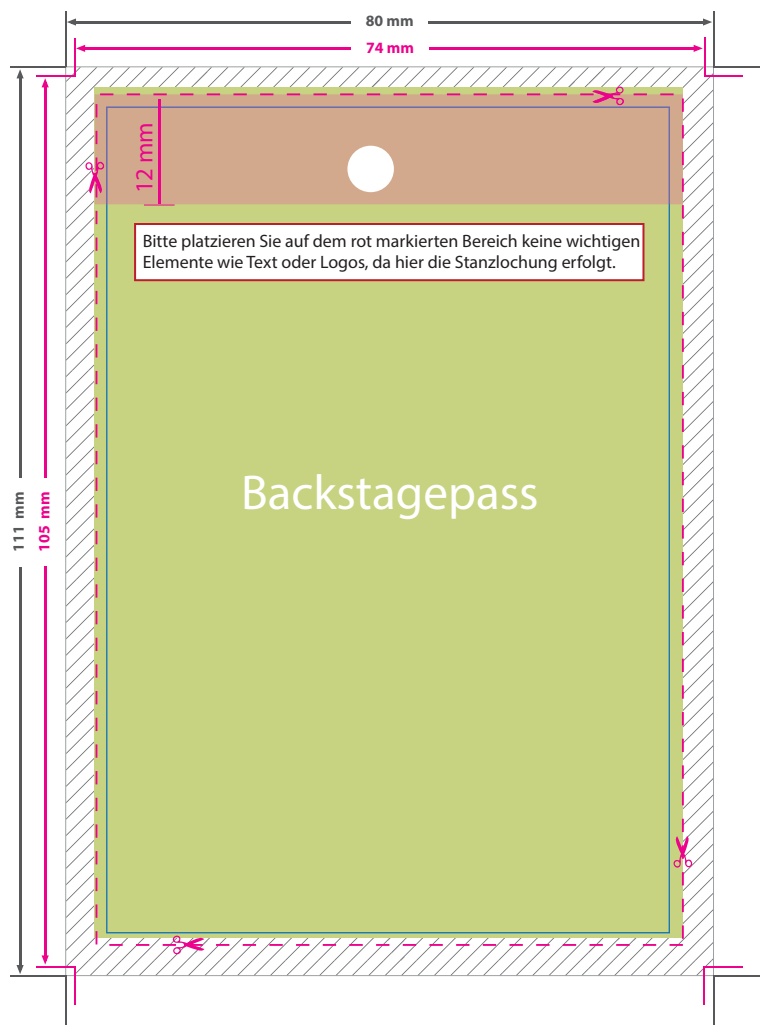 80 mm
74 mm
12 mm
Bitte platzieren Sie auf dem rot markierten Bereich keine wichtigen
Elemente wie Text oder Logos, da hier die Stanzlochung erfolgt.
Backstagepass
111 mm
105 mm